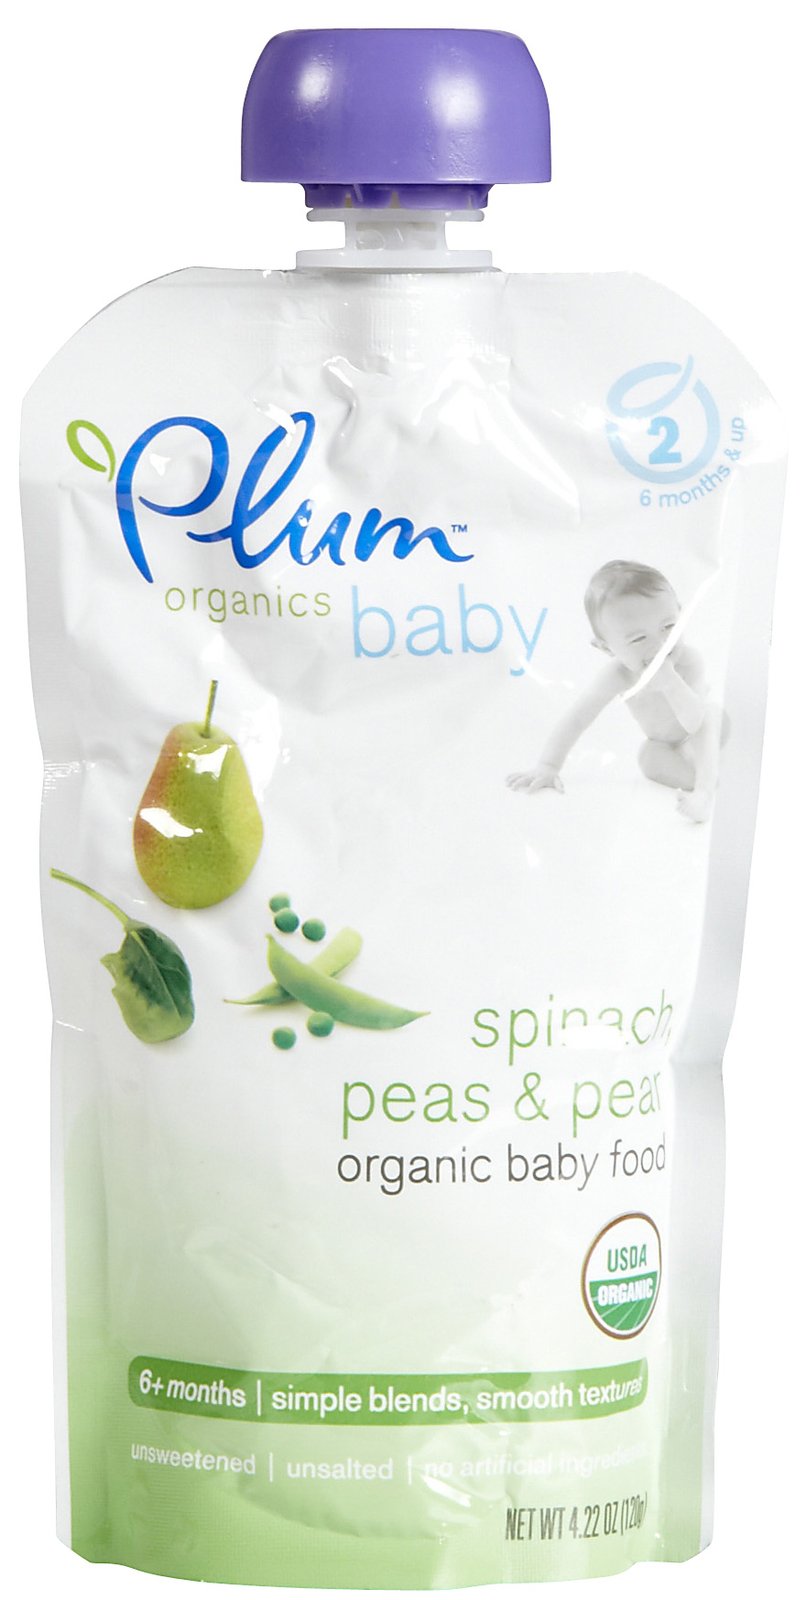 2
6 months & up
Plum™
organics
baby
spinach,
peas & pear
organic baby food
USDA
ORGANIC
6+ months | simple blends, smooth textures
unsweetened | unsalted | no artificial ingredients
NET WT 4.22 OZ (120g)